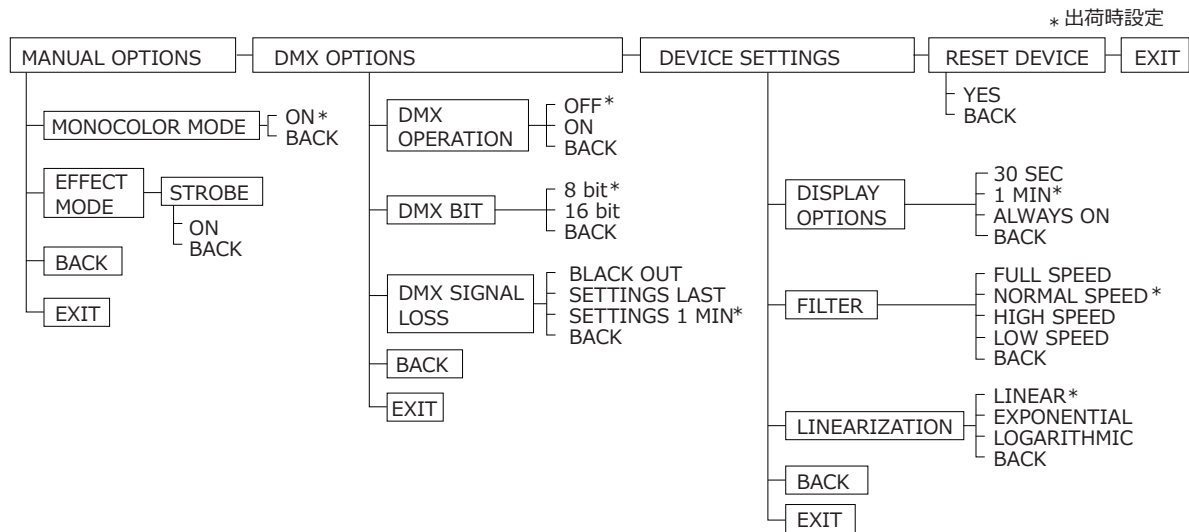 * 出荷時設定
MANUAL OPTIONS
DMX OPTIONS
DEVICE SETTINGS
RESET DEVICE
EXIT
MONOCOLOR MODE
ON*
BACK
EFFECT
MODE
STROBE
ON
BACK
BACK
EXIT
DMX
OPERATION
OFF*
ON
BACK
DMX BIT
8 bit*
16 bit
BACK
DMX SIGNAL
LOSS
BLACK OUT
SETTINGS LAST
SETTINGS 1 MIN*
BACK
BACK
EXIT
DISPLAY
OPTIONS
30 SEC
1 MIN*
ALWAYS ON
BACK
FILTER
FULL SPEED
NORMAL SPEED*
HIGH SPEED
LOW SPEED
BACK
LINEARIZATION
LINEAR*
EXPONENTIAL
LOGARITHMIC
BACK
BACK
EXIT
YES
BACK